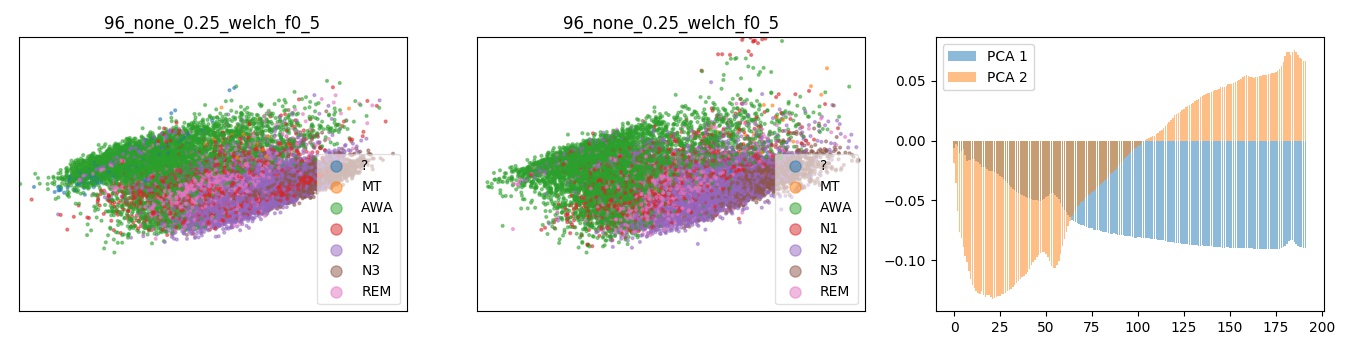 96_none_0.25_welch_f0_5
?
MT
AWA
N1
N2
N3
REM
96_none_0.25_welch_f0_5
?
MT
AWA
N1
N2
N3
REM
PCA 1
PCA 2
0.05
0.00
−0.05
−0.10
0 25 50 75 100 125 150 175 200